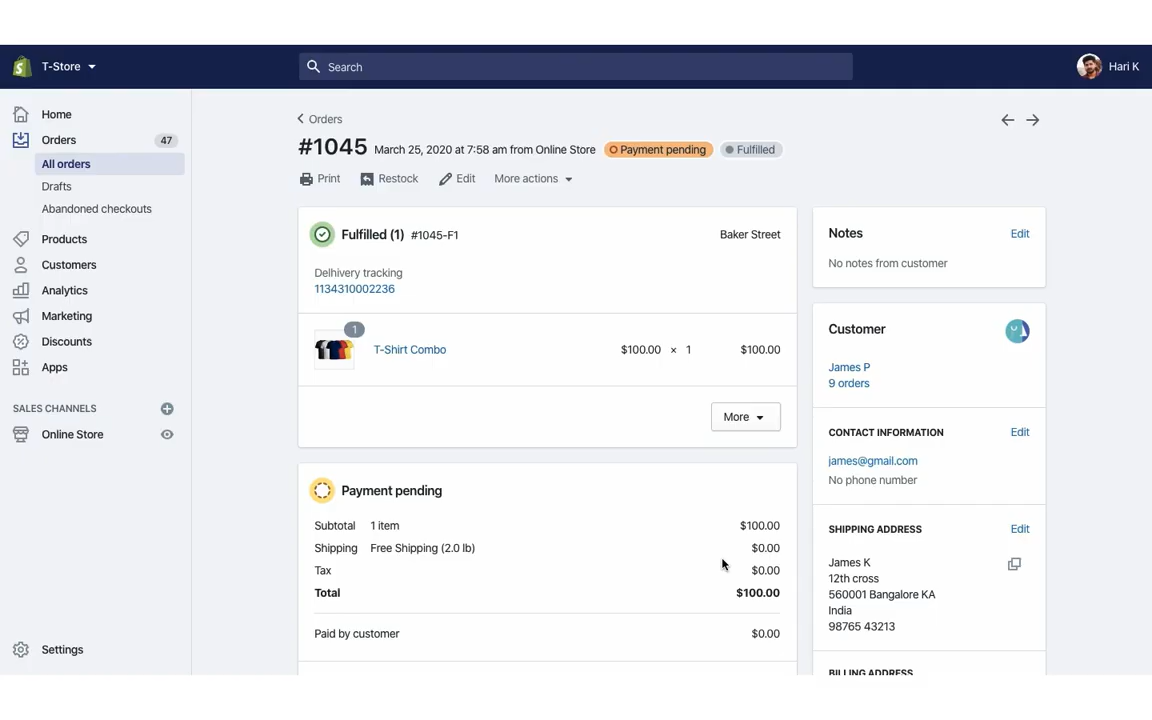 T-Store
Search
Hari K
Home
Orders 47
All orders
Drafts
Abandoned checkouts
Products
Customers
Analytics
Marketing
Discounts
Apps
SALES CHANNELS
Online Store
Settings
Orders
#1045 March 25, 2020 at 7:58 am from Online Store Payment pending Fulfilled
Print Restock Edit More actions
Fulfilled (1) #1045-F1 Baker Street
Delhivery tracking
1134310002236
1
T-Shirt Combo $100.00 × 1 $100.00
More
Payment pending
Subtotal 1 item $100.00
Shipping Free Shipping (2.0 lb) $0.00
Tax $0.00
Total $100.00
Paid by customer $0.00
Notes Edit
No notes from customer
Customer
James P
9 orders
CONTACT INFORMATION Edit
james@gmail.com
No phone number
SHIPPING ADDRESS Edit
James K
12th cross
560001 Bangalore KA
India
98765 43213
BILLING ADDRESS